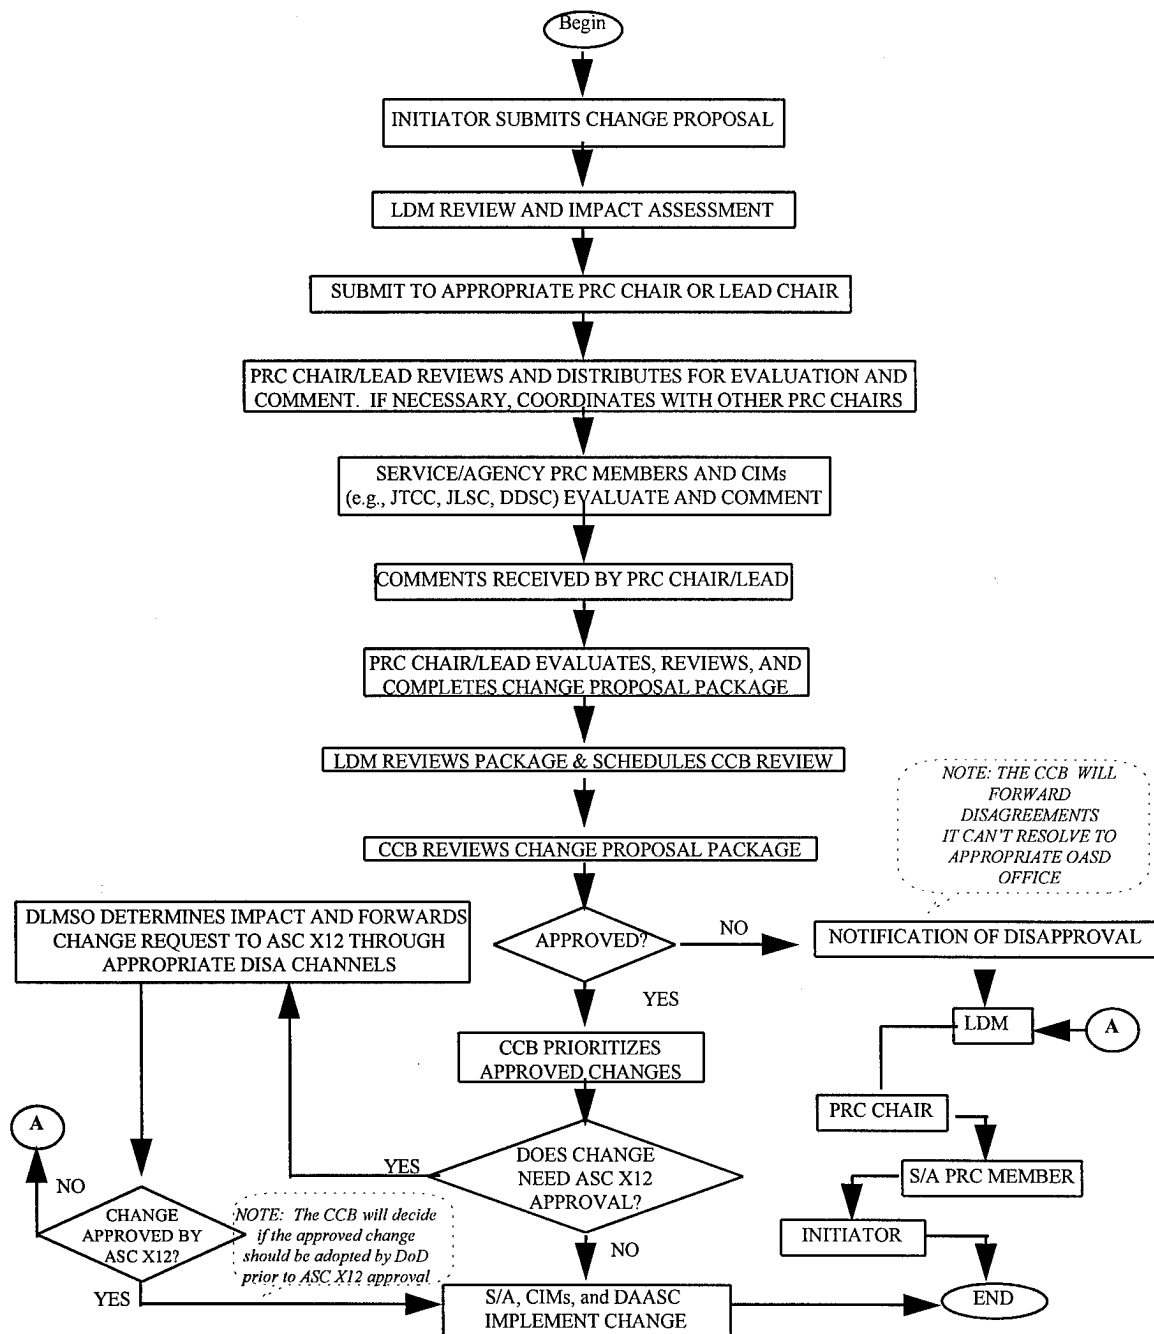 Begin
INITIATOR SUBMITS CHANGE PROPOSAL
LDM REVIEW AND IMPACT ASSESSMENT
SUBMIT TO APPROPRIATE PRC CHAIR OR LEAD CHAIR
PRC CHAIR/LEAD REVIEWS AND DISTRIBUTES FOR EVALUATION AND
COMMENT. IF NECESSARY, COORDINATES WITH OTHER PRC CHAIRS
SERVICE/AGENCY PRC MEMBERS AND CIMs
(e.g., JTCC, JLSC, DDSC) EVALUATE AND COMMENT
COMMENTS RECEIVED BY PRC CHAIR/LEAD
PRC CHAIR/LEAD EVALUATES, REVIEWS, AND
COMPLETES CHANGE PROPOSAL PACKAGE
LDM REVIEWS PACKAGE & SCHEDULES CCB REVIEW
NOTE: THE CCB WILL
FORWARD
DISAGREEMENTS
IT CAN'T RESOLVE TO
APPROPRIATE OASD
OFFICE
CCB REVIEWS CHANGE PROPOSAL PACKAGE
DLMSO DETERMINES IMPACT AND FORWARDS
CHANGE REQUEST TO ASC X12 THROUGH
APPROPRIATE DISA CHANNELS
APPROVED?
NO
NOTIFICATION OF DISAPPROVAL
YES
LDM
A
CCB PRIORITIZES
APPROVED CHANGES
PRC CHAIR
A
DOES CHANGE
NEED ASC X12
APPROVAL?
YES
S/A PRC MEMBER
NO
CHANGE
APPROVED BY
ASC X12?
NOTE: The CCB will decide
if the approved change
should be adopted by DoD
prior to ASC X12 approval
INITIATOR
NO
YES
S/A, CIMs, and DAASC
IMPLEMENT CHANGE
END